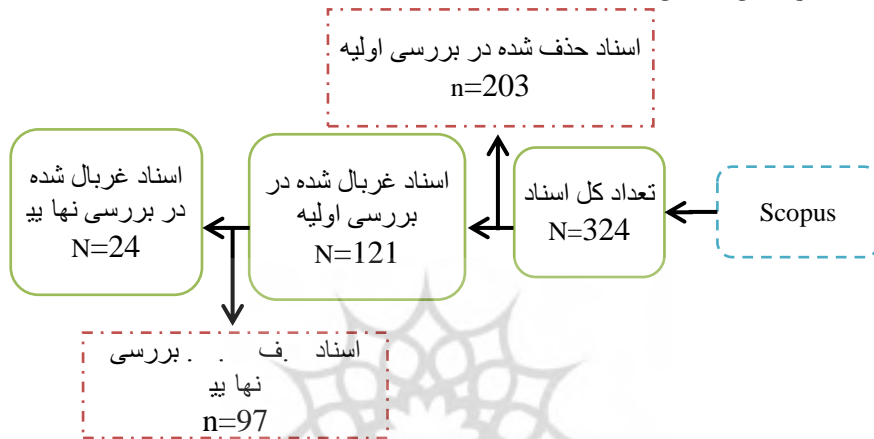 Scopus
تعداد کل اسناد
N=324
اسناد حذف شده در بررسی اولیه
n=203
اسناد غربال شده در
بررسی اولیه
N=121
اسناد . . بررسی
نها یی
n=97
اسناد غربال شده
در بررسی نها یی
N=24